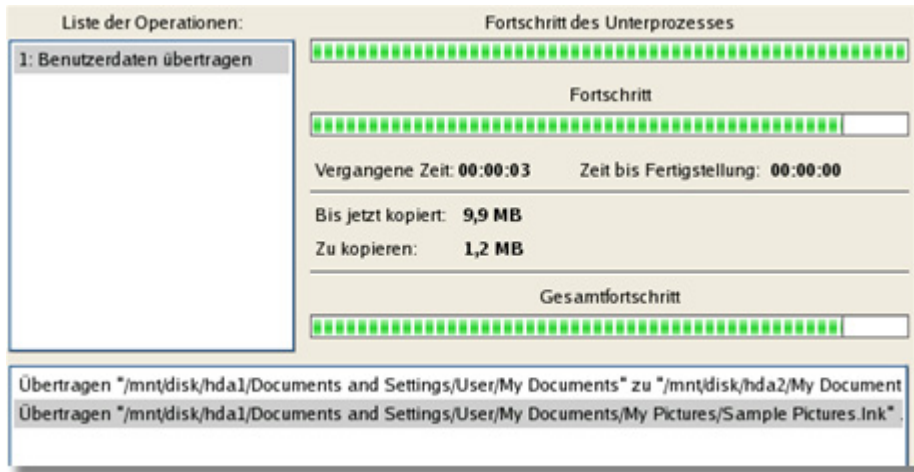 Liste der Operationen:
1: Benutzerdaten übertragen
Fortschritt des Unterprozesses
Fortschritt
Vergangene Zeit: 00:00:03 Zeit bis Fertigstellung: 00:00:00
Bis jetzt kopiert: 9,9 MB
Zu kopieren: 1,2 MB
Gesamtfortschritt
Übertragen "/mnt/disk/hda1/Documents and Settings/User/My Documents" zu "/mnt/disk/hda2/My Document
Übertragen "/mnt/disk/hda1/Documents and Settings/User/My Documents/My Pictures/Sample Pictures.lnk" .